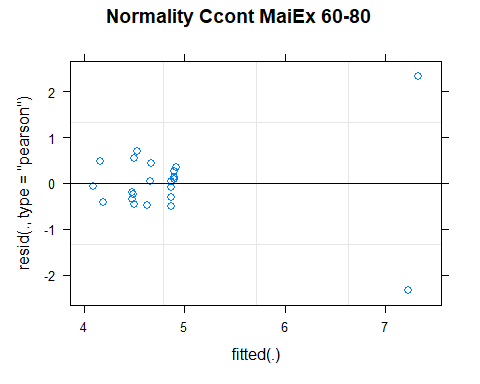 Normality Ccont MaiEx 60-80
resid(., type = "pearson")
2
1
0
-1
-2
4 5 6 7
fitted(.)